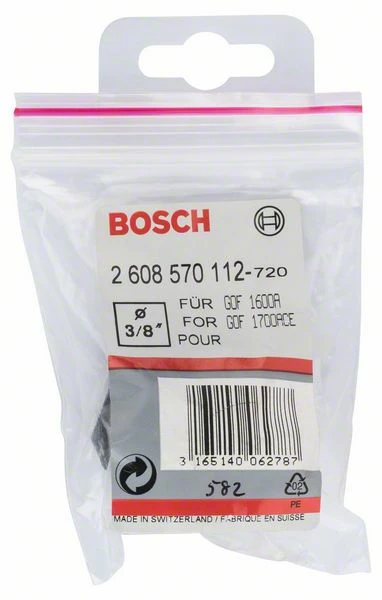 BOSCH
2 608 570 112-720
ø
3/8"
FÜR GOF 1600A
FOR GOF 1700ACE
POUR
3 165140 062787
582
02
PE
MADE IN SWITZERLAND / FABRIQUE EN SUISSE